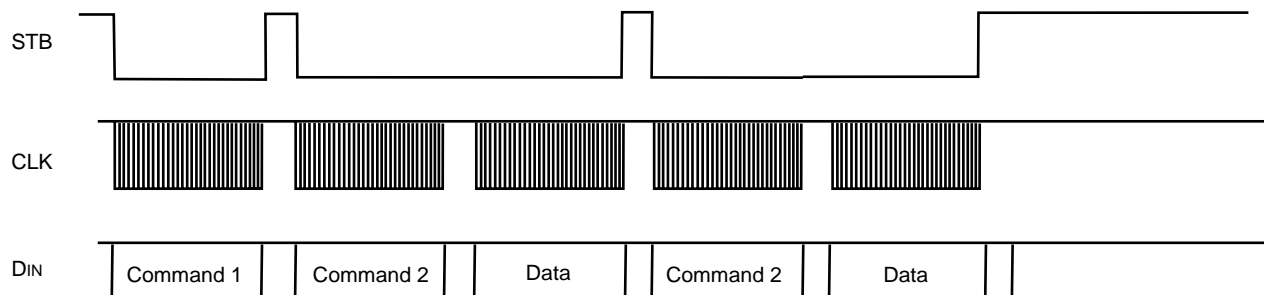 STB
CLK
DIN
Command 1 Command 2 Data Command 2 Data